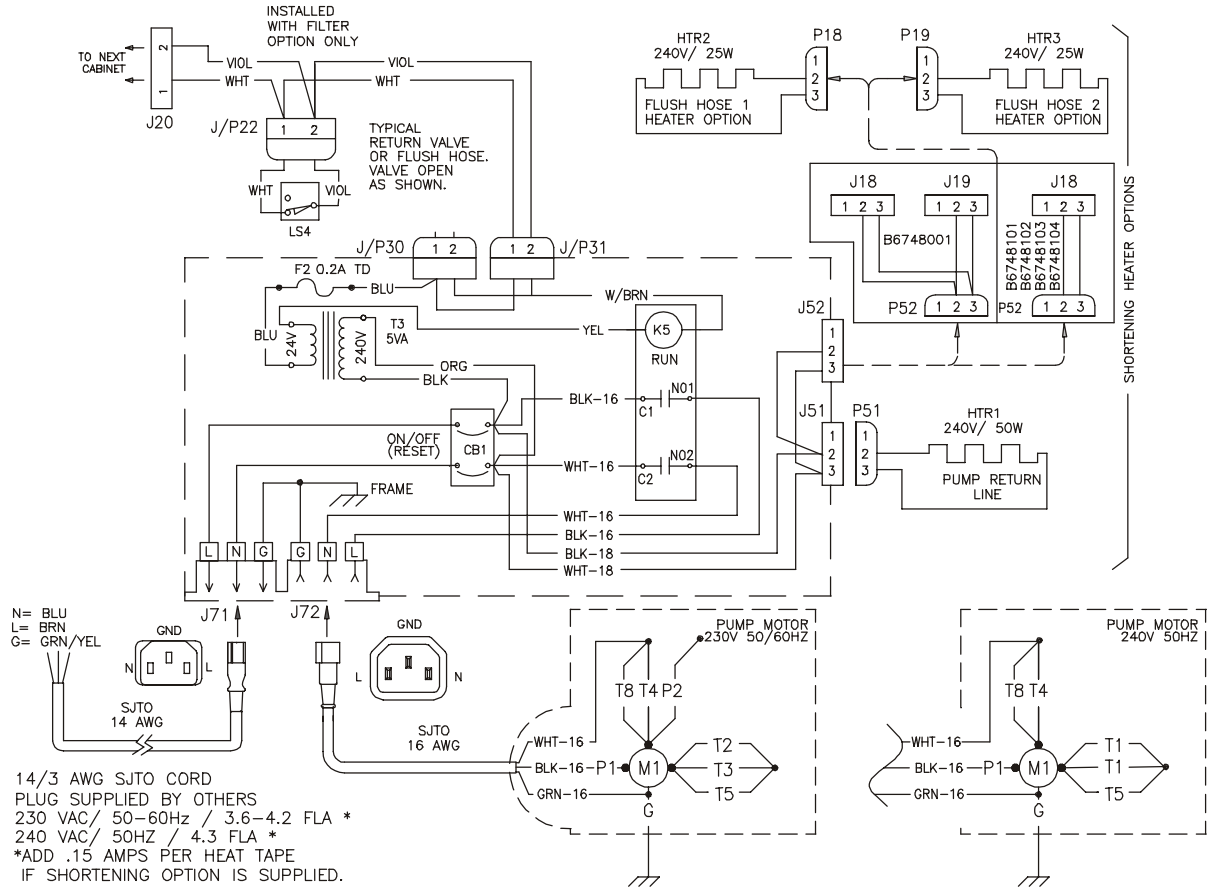 INSTALLED
WITH FILTER
OPTION ONLY
TO NEXT
CABINET
2
1
J20
VIOL
WHT
VIOL
WHT
J/P22
1 2
WHT
VIOL
LS4
TYPICAL
RETURN VALVE
OR FLUSH HOSE.
VALVE OPEN
AS SHOWN.
HTR2
240V/ 25W
P18
1
2
3
FLUSH HOSE 1
HEATER OPTION
P19
1
2
3
HTR3
240V/ 25W
FLUSH HOSE 2
HEATER OPTION
J18
1 2 3
J19
1 2 3
J18
1 2 3
B6748001
B6748101
B6748102
B6748103
B6748104
P52
1 2 3
P52
1 2 3
SHORTENING HEATER OPTIONS
J/P30
1 2
1 2
J/P31
F2 0.2A TD
BLU
W/BRN
BLU
24V
240V
T3
5VA
YEL
K5
RUN
ORG
BLK
J52
1
2
3
BLK-16
C1
NO1
ON/OFF
(RESET)
CB1
WHT-16
C2
NO2
J51
1
2
3
P51
1
2
3
HTR1
240V/ 50W
PUMP RETURN
LINE
FRAME
WHT-16
BLK-16
BLK-18
WHT-18
L N G G N L
J71
J72
N= BLU
L= BRN
G= GRN/YEL
GND
N
L
SJTO
14 AWG
GND
L
N
SJTO
16 AWG
PUMP MOTOR
230V 50/60HZ
T8 T4 P2
WHT-16
BLK-16
P1
M1
GRN-16
G
T2
T3
T5
PUMP MOTOR
240V 50HZ
T8 T4
WHT-16
BLK-16
P1
M1
GRN-16
G
T1
T1
T5
14/3 AWG SJTO CORD
PLUG SUPPLIED BY OTHERS
230 VAC/ 50-60Hz / 3.6-4.2 FLA *
240 VAC/ 50HZ / 4.3 FLA *
*ADD .15 AMPS PER HEAT TAPE
IF SHORTENING OPTION IS SUPPLIED.